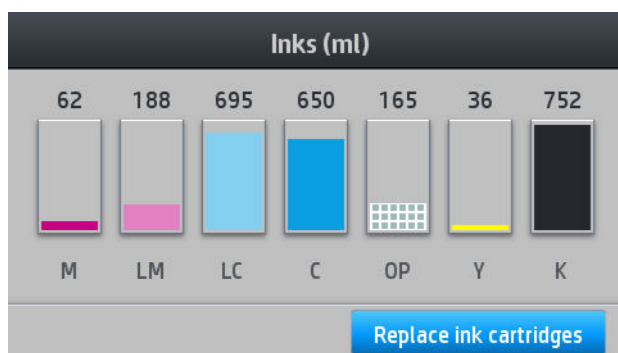 Inks (ml)
62 188 695 650 165 36 752
M LM LC C OP Y K
Replace ink cartridges